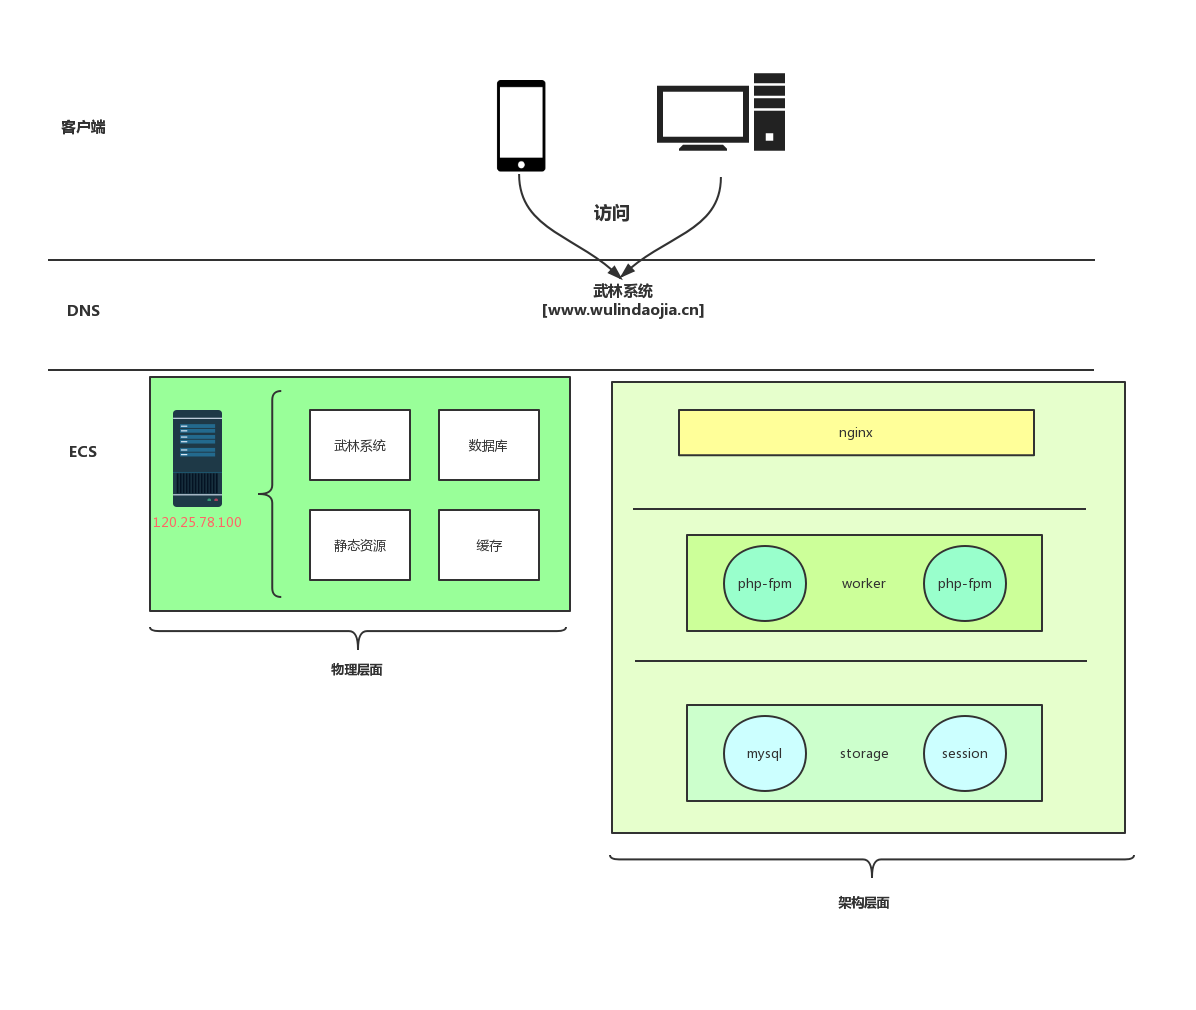 客户端
访问
DNS
武林系统
[www.wulindaojia.cn]
ECS
120.25.78.100
武林系统
数据库
静态资源
缓存
物理层面
nginx
php-fpm
worker
php-fpm
mysql
storage
session
架构层面